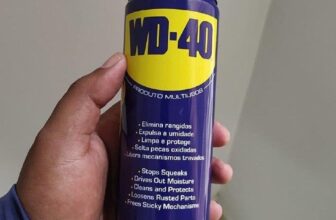 WD-40
PRODUTO MULTIUSOS
• Elimina rangidos
• Expulsa a umidade
• Limpa e protege
• Solta peças oxidadas
• Libera mecanismos travados
• Stops Squeaks
• Drives Out Moisture
• Cleans and Protects
• Loosens Rusted Parts
• Frees Sticky Mechanisms